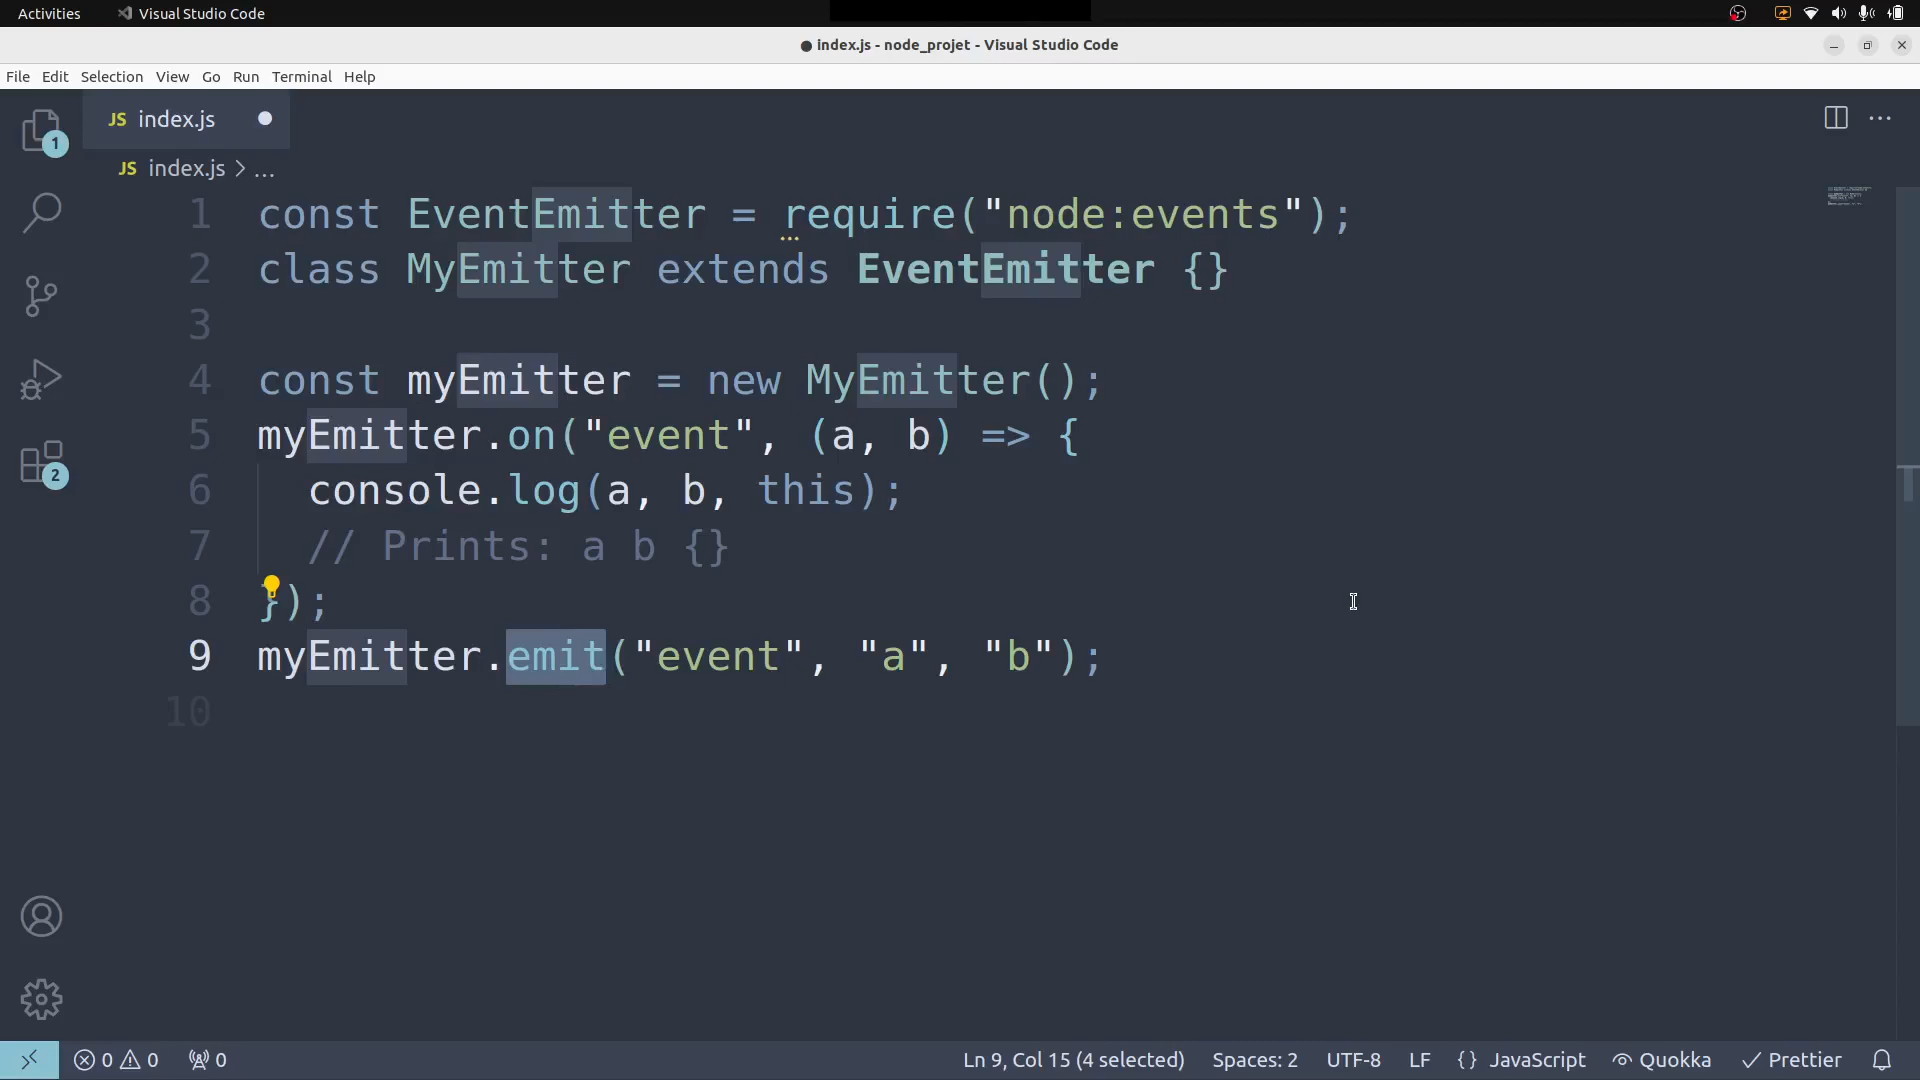 Activities Visual Studio Code
● index.js - node_projet - Visual Studio Code
File Edit Selection View Go Run Terminal Help
JS index.js
JS index.js > ...
1 const EventEmitter = require("node:events");
2 class MyEmitter extends EventEmitter {}
3
4 const myEmitter = new MyEmitter();
5 myEmitter.on("event", (a, b) => {
6 console.log(a, b, this);
7 // Prints: a b {}
8 });
9 myEmitter.emit("event", "a", "b");
10
1
2
0 0 0 Ln 9, Col 15 (4 selected) Spaces: 2 UTF-8 LF {} JavaScript Quokka Prettier